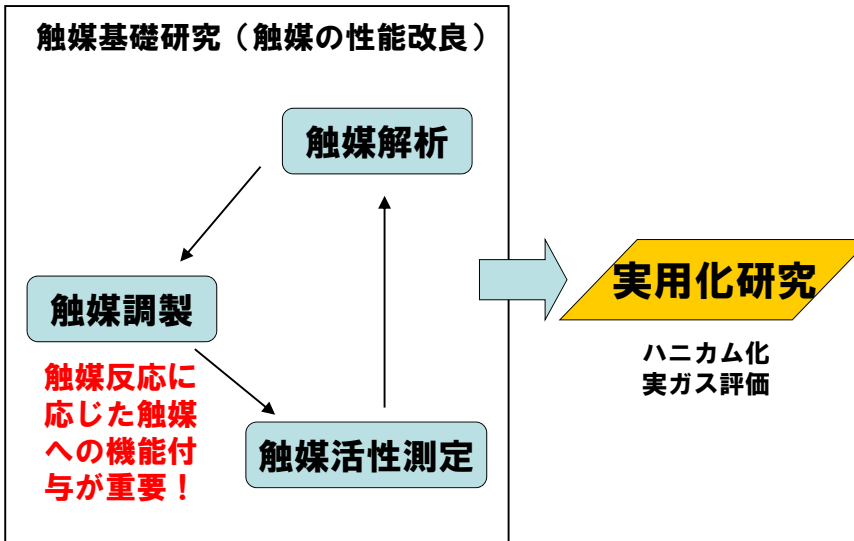 触媒基礎研究（触媒の性能改良）
触媒解析
触媒調製
触媒反応に
応じた触媒
への機能付
与が重要！
触媒活性測定
実用化研究
ハニカム化
実ガス評価